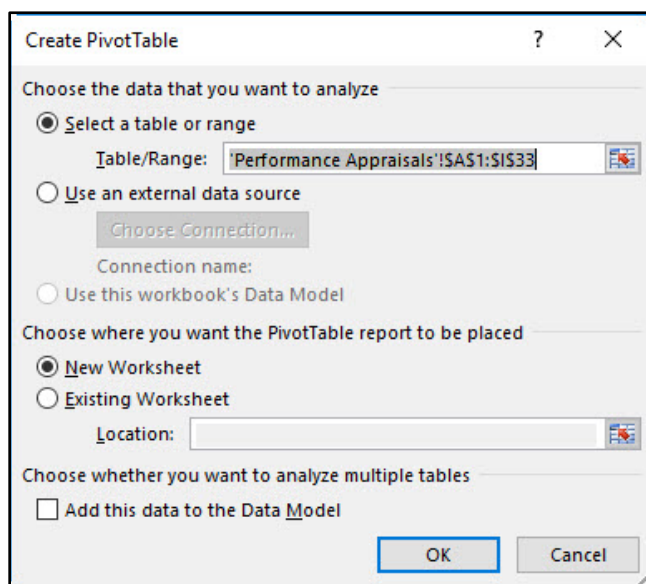 Create PivotTable ? X
Choose the data that you want to analyze
Select a table or range
Table/Range: 'Performance Appraisals'!$A$1:$I$33
Use an external data source
Choose Connection...
Connection name:
Use this workbook's Data Model
Choose where you want the PivotTable report to be placed
New Worksheet
Existing Worksheet
Location:
Choose whether you want to analyze multiple tables
Add this data to the Data Model
OK Cancel